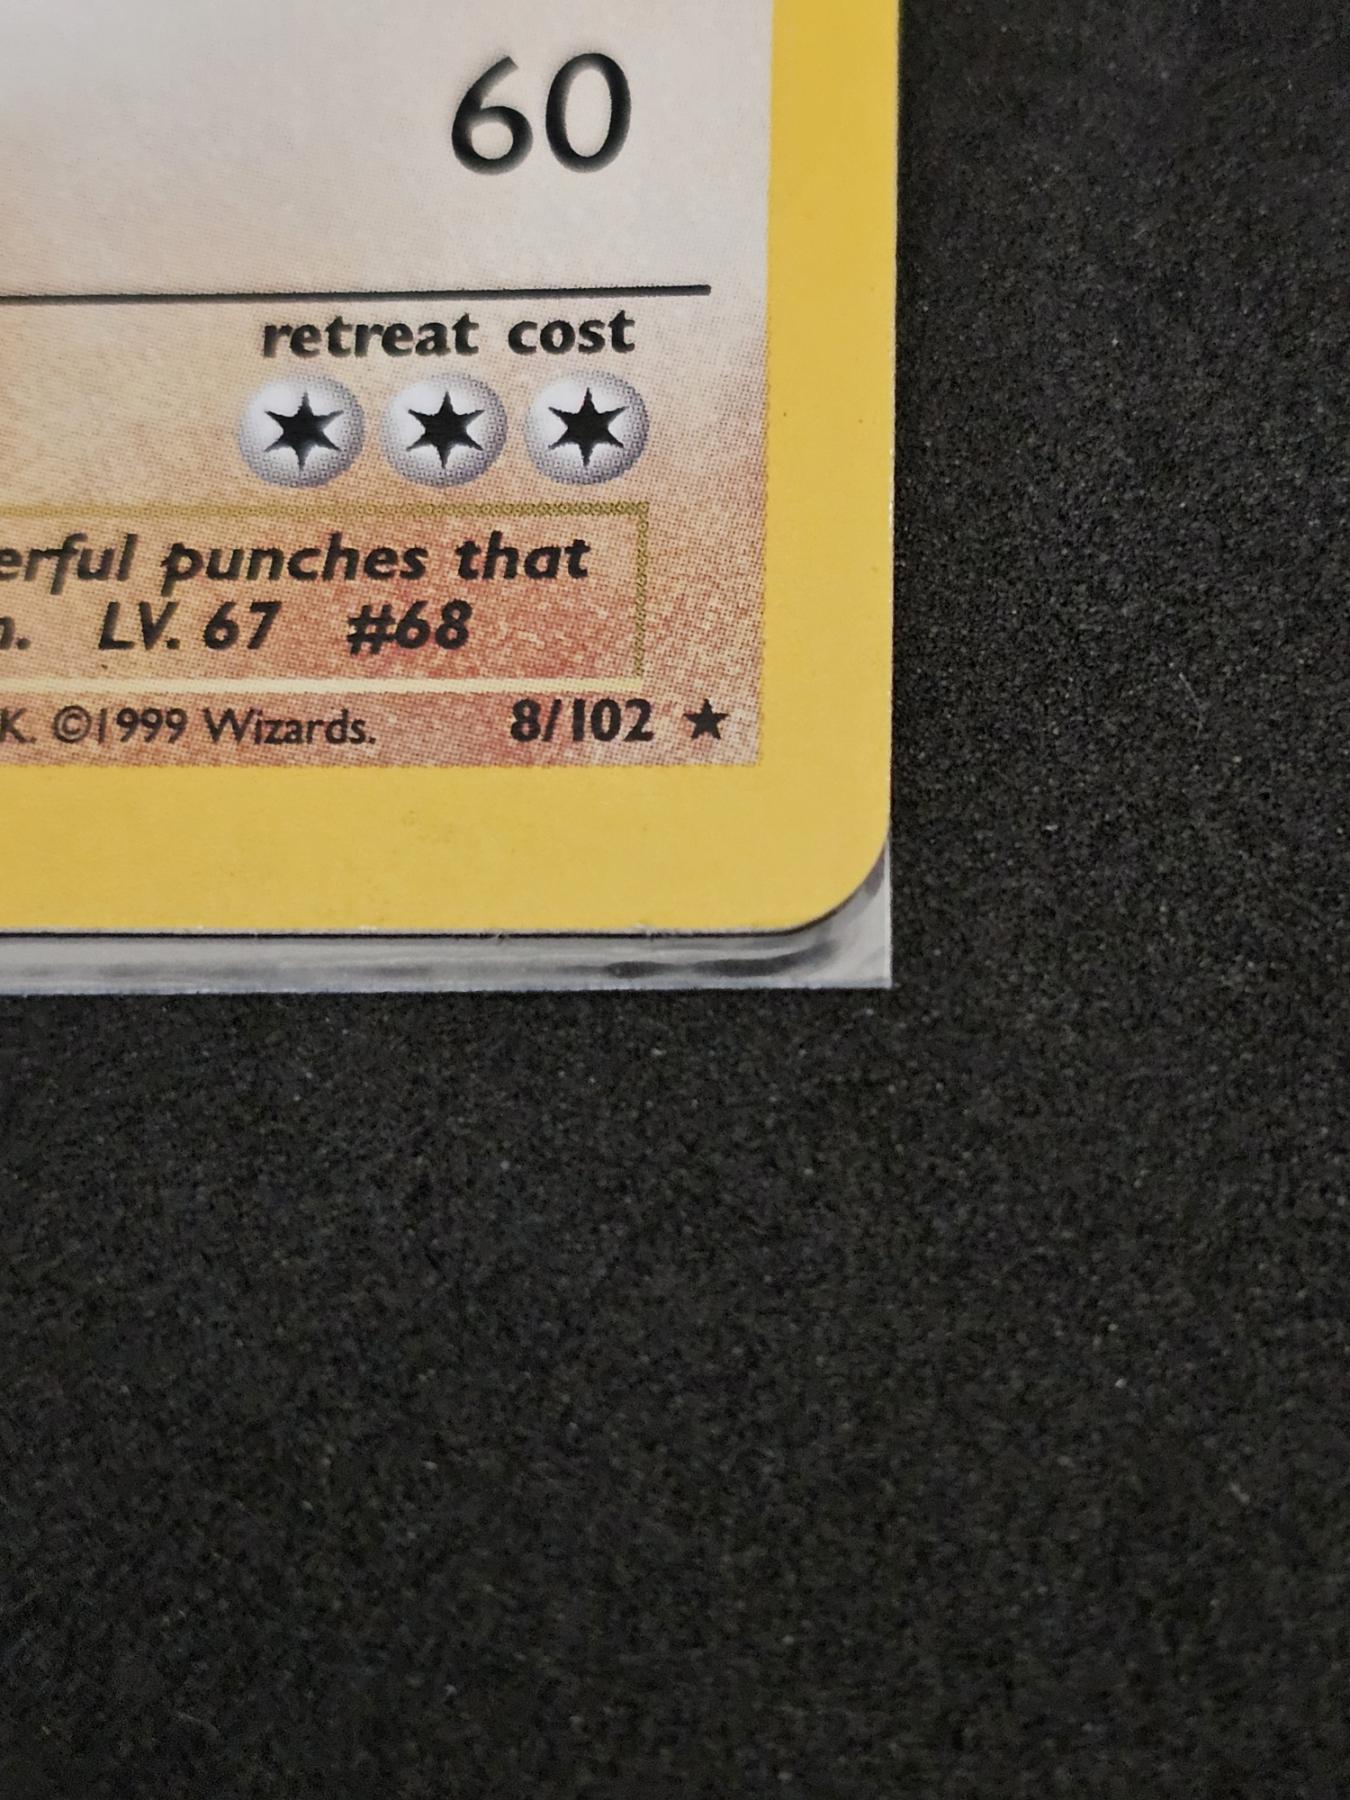 60
retreat cost
erful punches that
n. LV. 67 #68
K. ©1999 Wizards. 8/102 ★